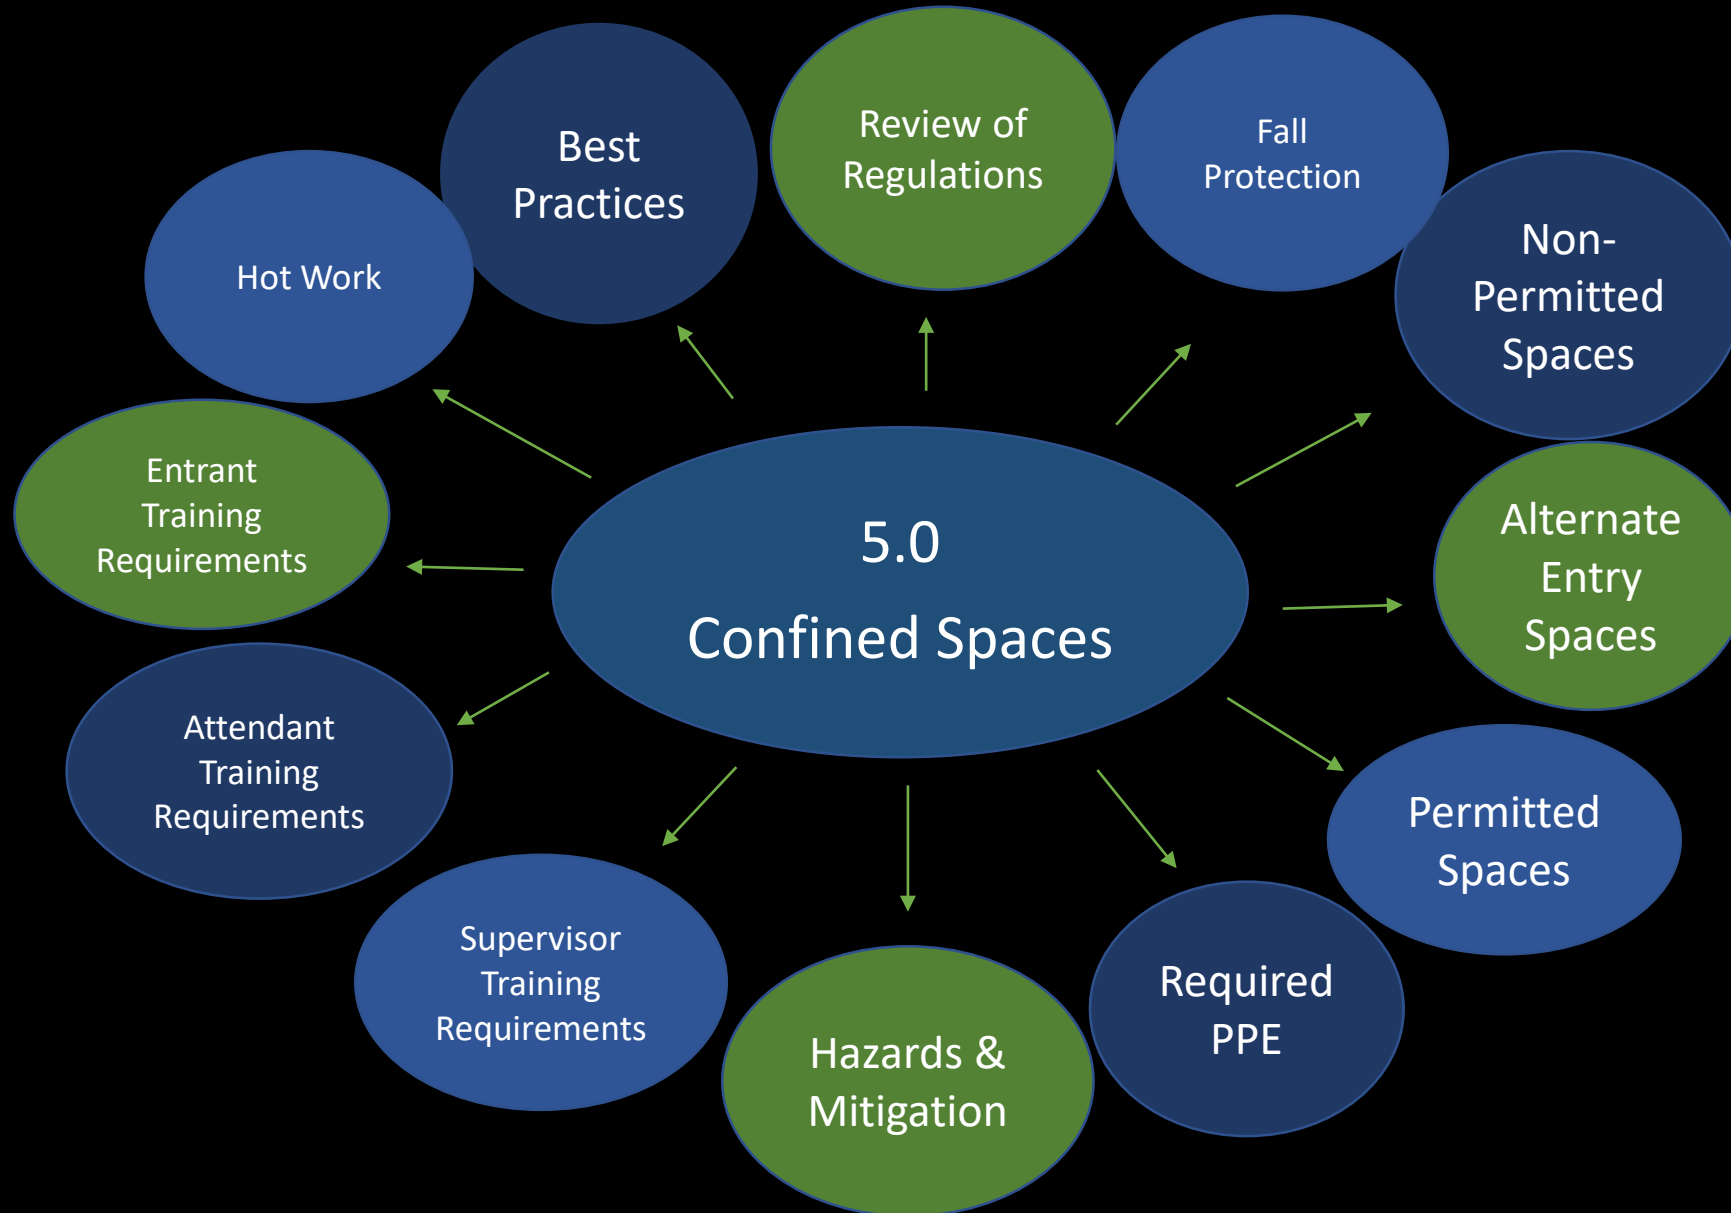 Best
Practices
Review of
Regulations
Fall
Protection
Non-
Permitted
Spaces
Hot Work
Entrant
Training
Requirements
5.0
Confined Spaces
Alternate
Entry
Spaces
Attendant
Training
Requirements
Permitted
Spaces
Supervisor
Training
Requirements
Hazards &
Mitigation
Required
PPE